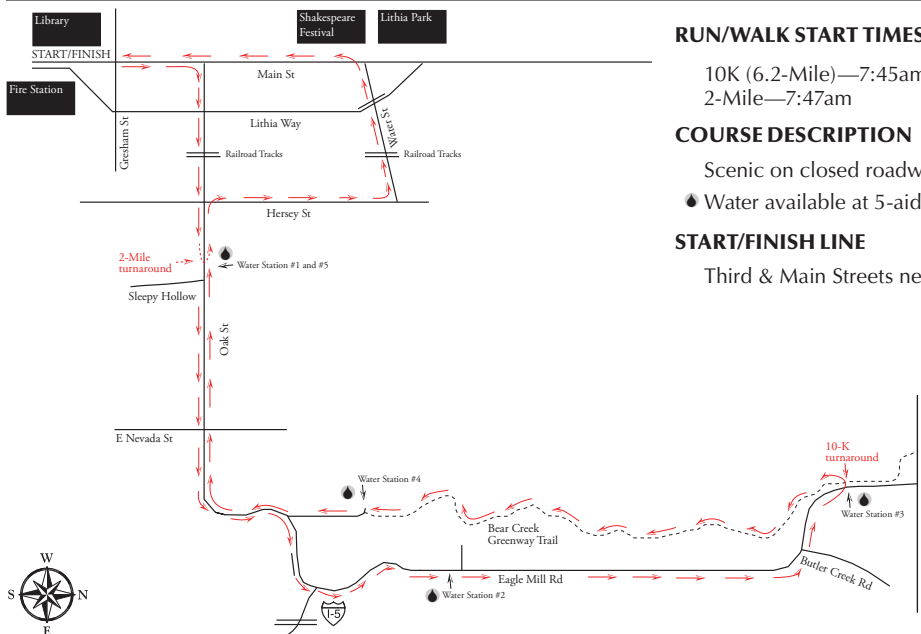 Library
Shakespeare
Festival
Lithia Park
START/FINISH
Main St
Fire Station
Lithia Way
Gresham St
Water St
Railroad Tracks
Railroad Tracks
Hersey St
2-Mile
turnaround
Water Station #1 and #5
Sleepy Hollow
Oak St
E Nevada St
Water Station #4
10-K
turnaround
Water Station #3
Bear Creek
Greenway Trail
Butler Creek Rd
Eagle Mill Rd
Water Station #2
I-5
W
S
N
E
RUN/WALK START TIMES
10K (6.2-Mile)—7:45am
2-Mile—7:47am
COURSE DESCRIPTION
Scenic on closed roadw
Water available at 5-aid
START/FINISH LINE
Third & Main Streets ne